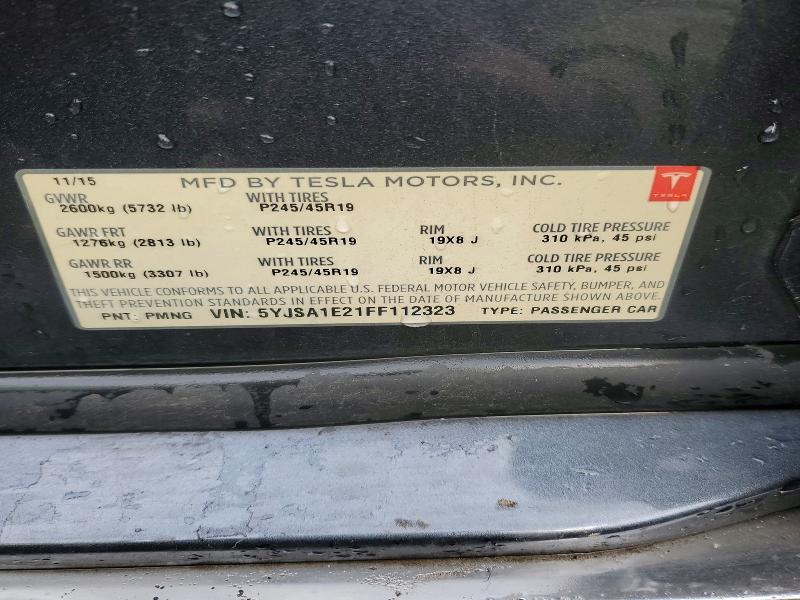 11/15 MFD BY TESLA MOTORS, INC.
TESLA
GVWR WITH TIRES
2600kg (5732 lb) P245/45R19
GAWR FRT WITH TIRES RIM COLD TIRE PRESSURE
1276kg (2813 lb) P245/45R19 19X8 J 310 kPa, 45 psi
GAWR RR WITH TIRES RIM COLD TIRE PRESSURE
1500kg (3307 lb) P245/45R19 19X8 J 310 kPa, 45 psi
THIS VEHICLE CONFORMS TO ALL APPLICABLE U.S. FEDERAL MOTOR VEHICLE SAFETY, BUMPER, AND
THEFT PREVENTION STANDARDS IN EFFECT ON THE DATE OF MANUFACTURE SHOWN ABOVE.
PNT: PMNG VIN: 5YJSA1E21FF112323 TYPE: PASSENGER CAR